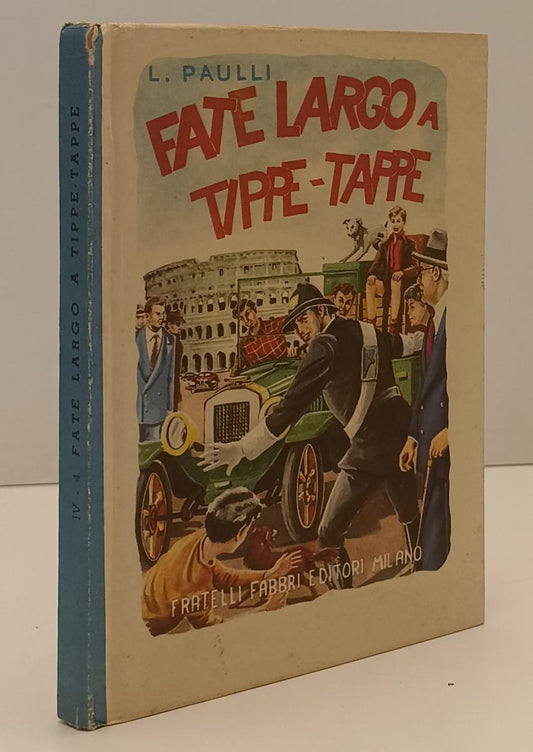 L. PAULLI
FATE LARGO A
TIPPE-TAPPE
FRATELLI FABBRI EDITORI MILANO
IV - 4 FATE LARGO A TIPPE-TAPPE